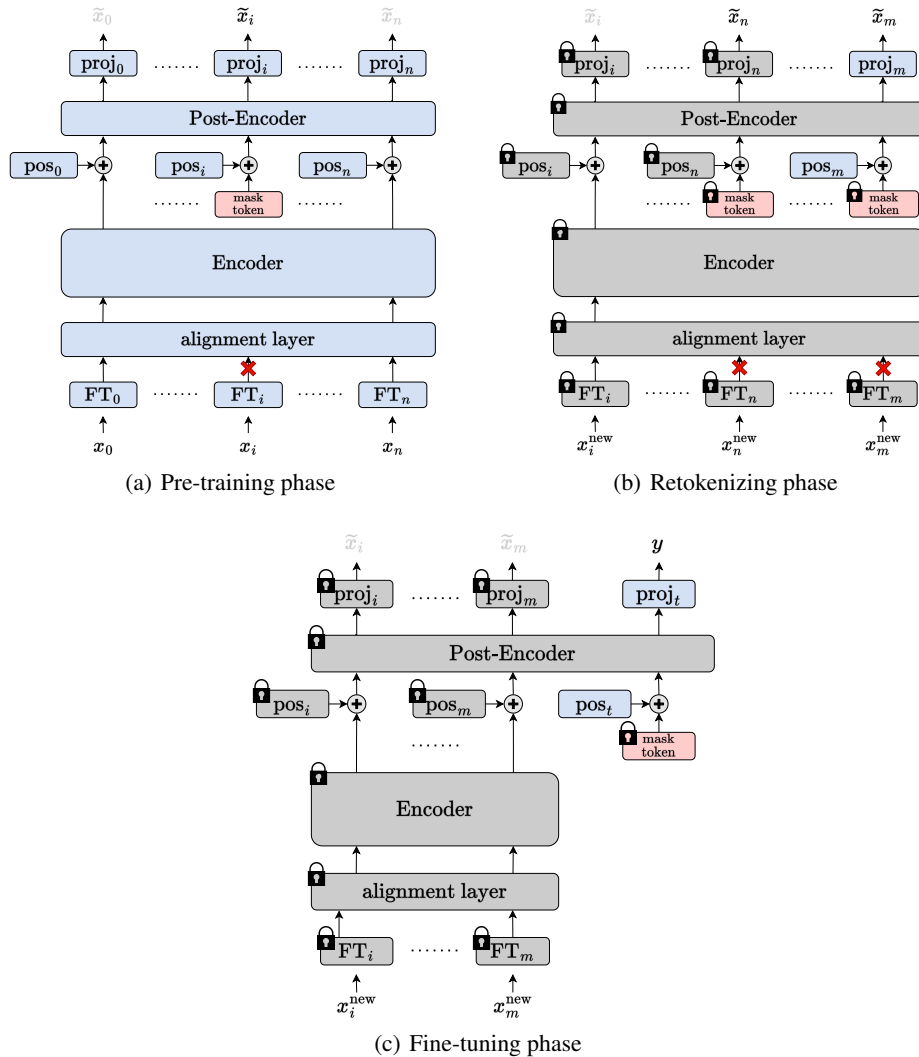 x̃₀ x̃ᵢ x̃ₙ
proj₀ ........ projᵢ ........ projₙ
Post-Encoder
pos₀ + posᵢ + posₙ +
........ mask token ........
Encoder
alignment layer
FT₀ ........ FTᵢ ........ FTₙ
x₀ xᵢ xₙ
(a) Pre-training phase
x̃ᵢ x̃ₙ x̃ₘ
projᵢ ........ projₙ ........ projₘ
Post-Encoder
posᵢ + posₙ + posₘ +
........ mask token ........ mask token
Encoder
alignment layer
FTᵢ ........ FTₙ ........ FTₘ
xᵢⁿᵉʷ xₙⁿᵉʷ xₘⁿᵉʷ
(b) Retokenizing phase
x̃ᵢ x̃ₘ y
projᵢ ........ projₘ projₜ
Post-Encoder
posᵢ + posₘ + posₜ +
........ mask token
Encoder
alignment layer
FTᵢ ........ FTₘ
xᵢⁿᵉʷ xₘⁿᵉʷ
(c) Fine-tuning phase